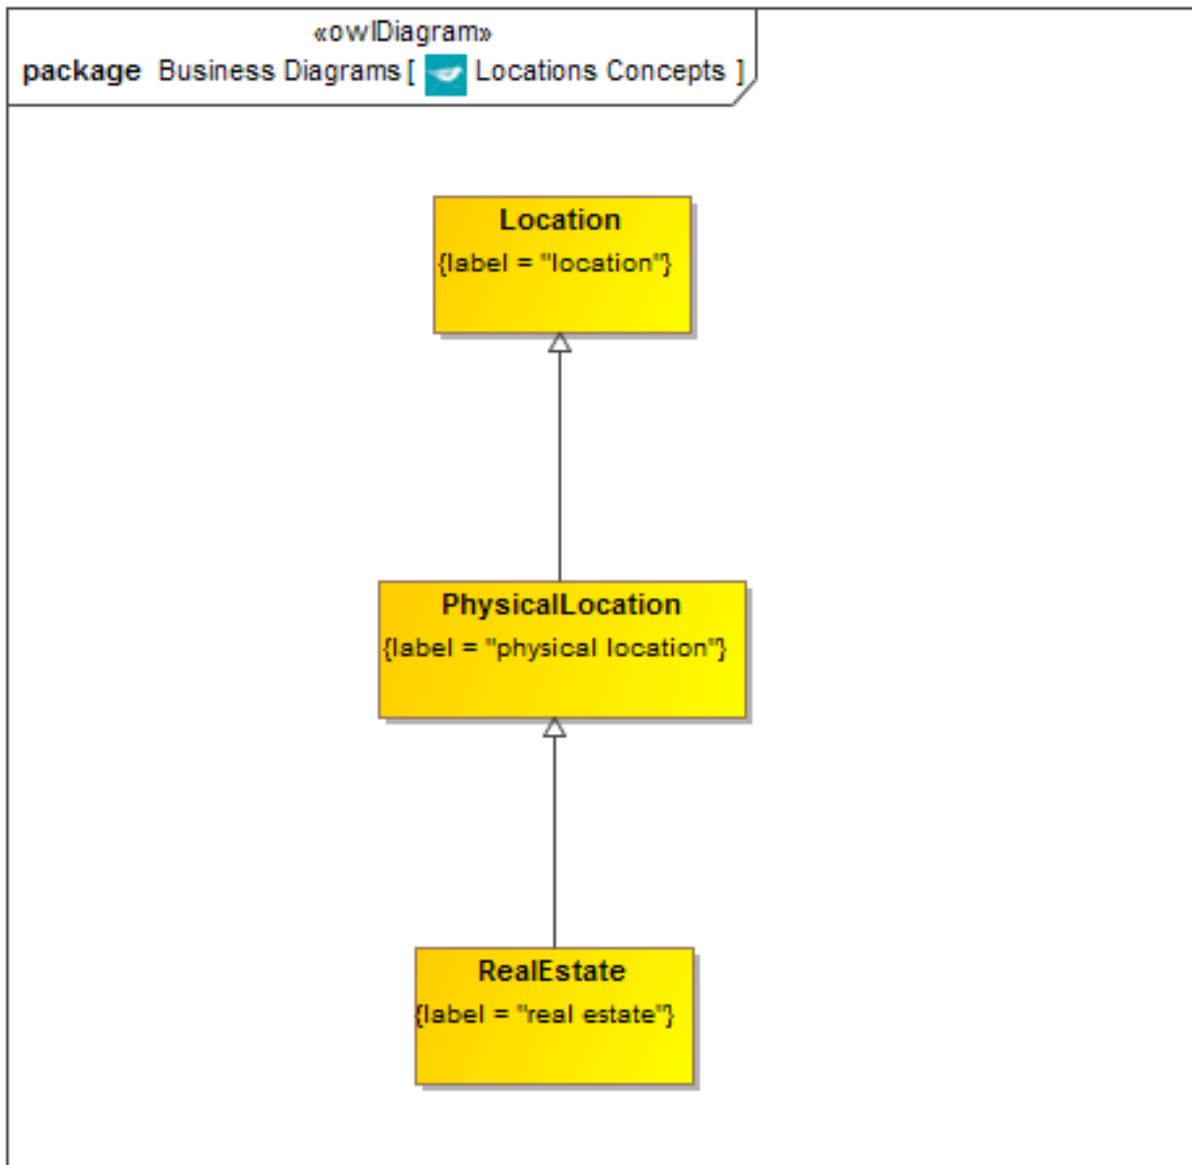 «owlDiagram»
package Business Diagrams [ Locations Concepts ]
Location
{label = "location"}
PhysicalLocation
{label = "physical location"}
RealEstate
{label = "real estate"}